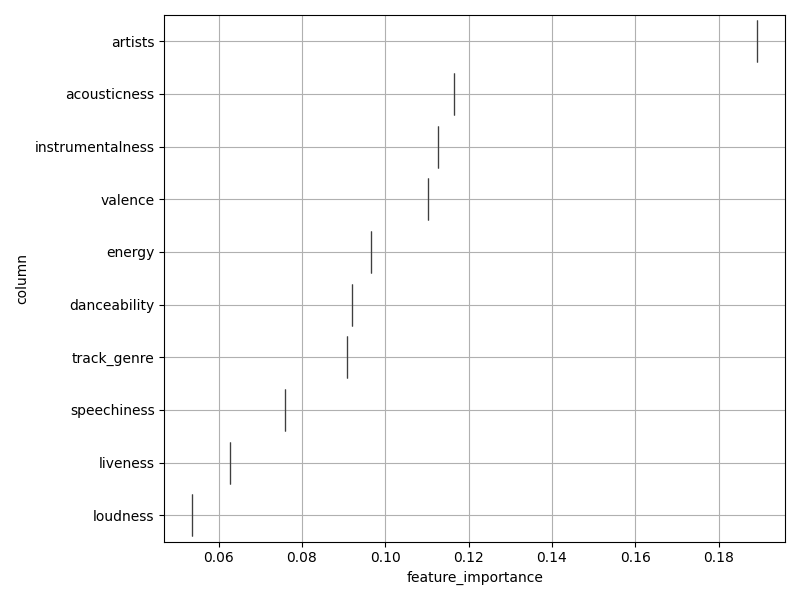 artists
acousticness
instrumentalness
valence
energy
danceability
track_genre
speechiness
liveness
loudness
column
0.06 0.08 0.10 0.12 0.14 0.16 0.18
feature_importance